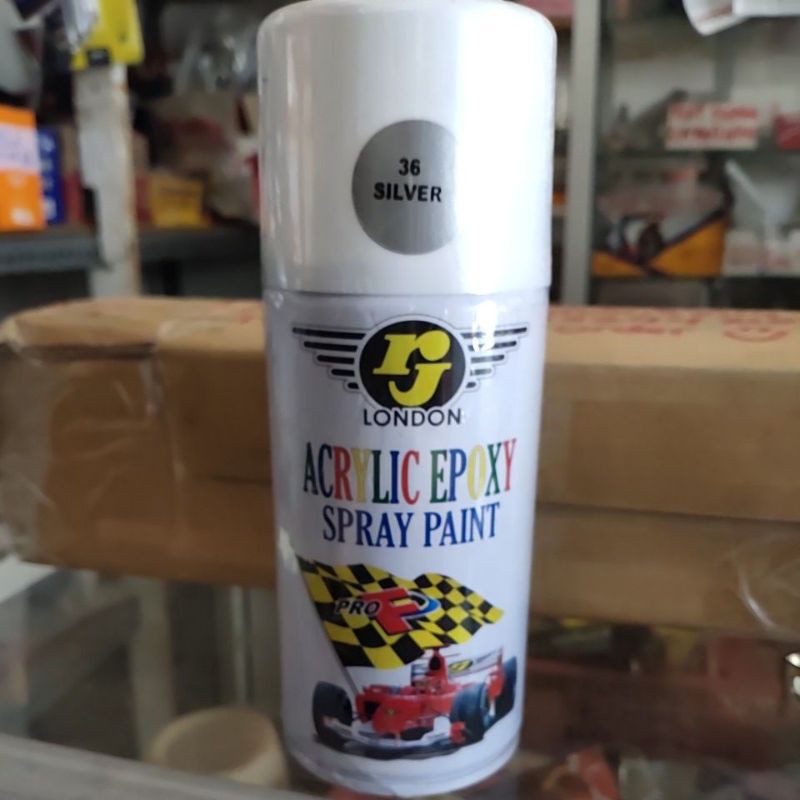 36
SILVER
rj
LONDON
ACRYLIC EPOXY
SPRAY PAINT
PRO